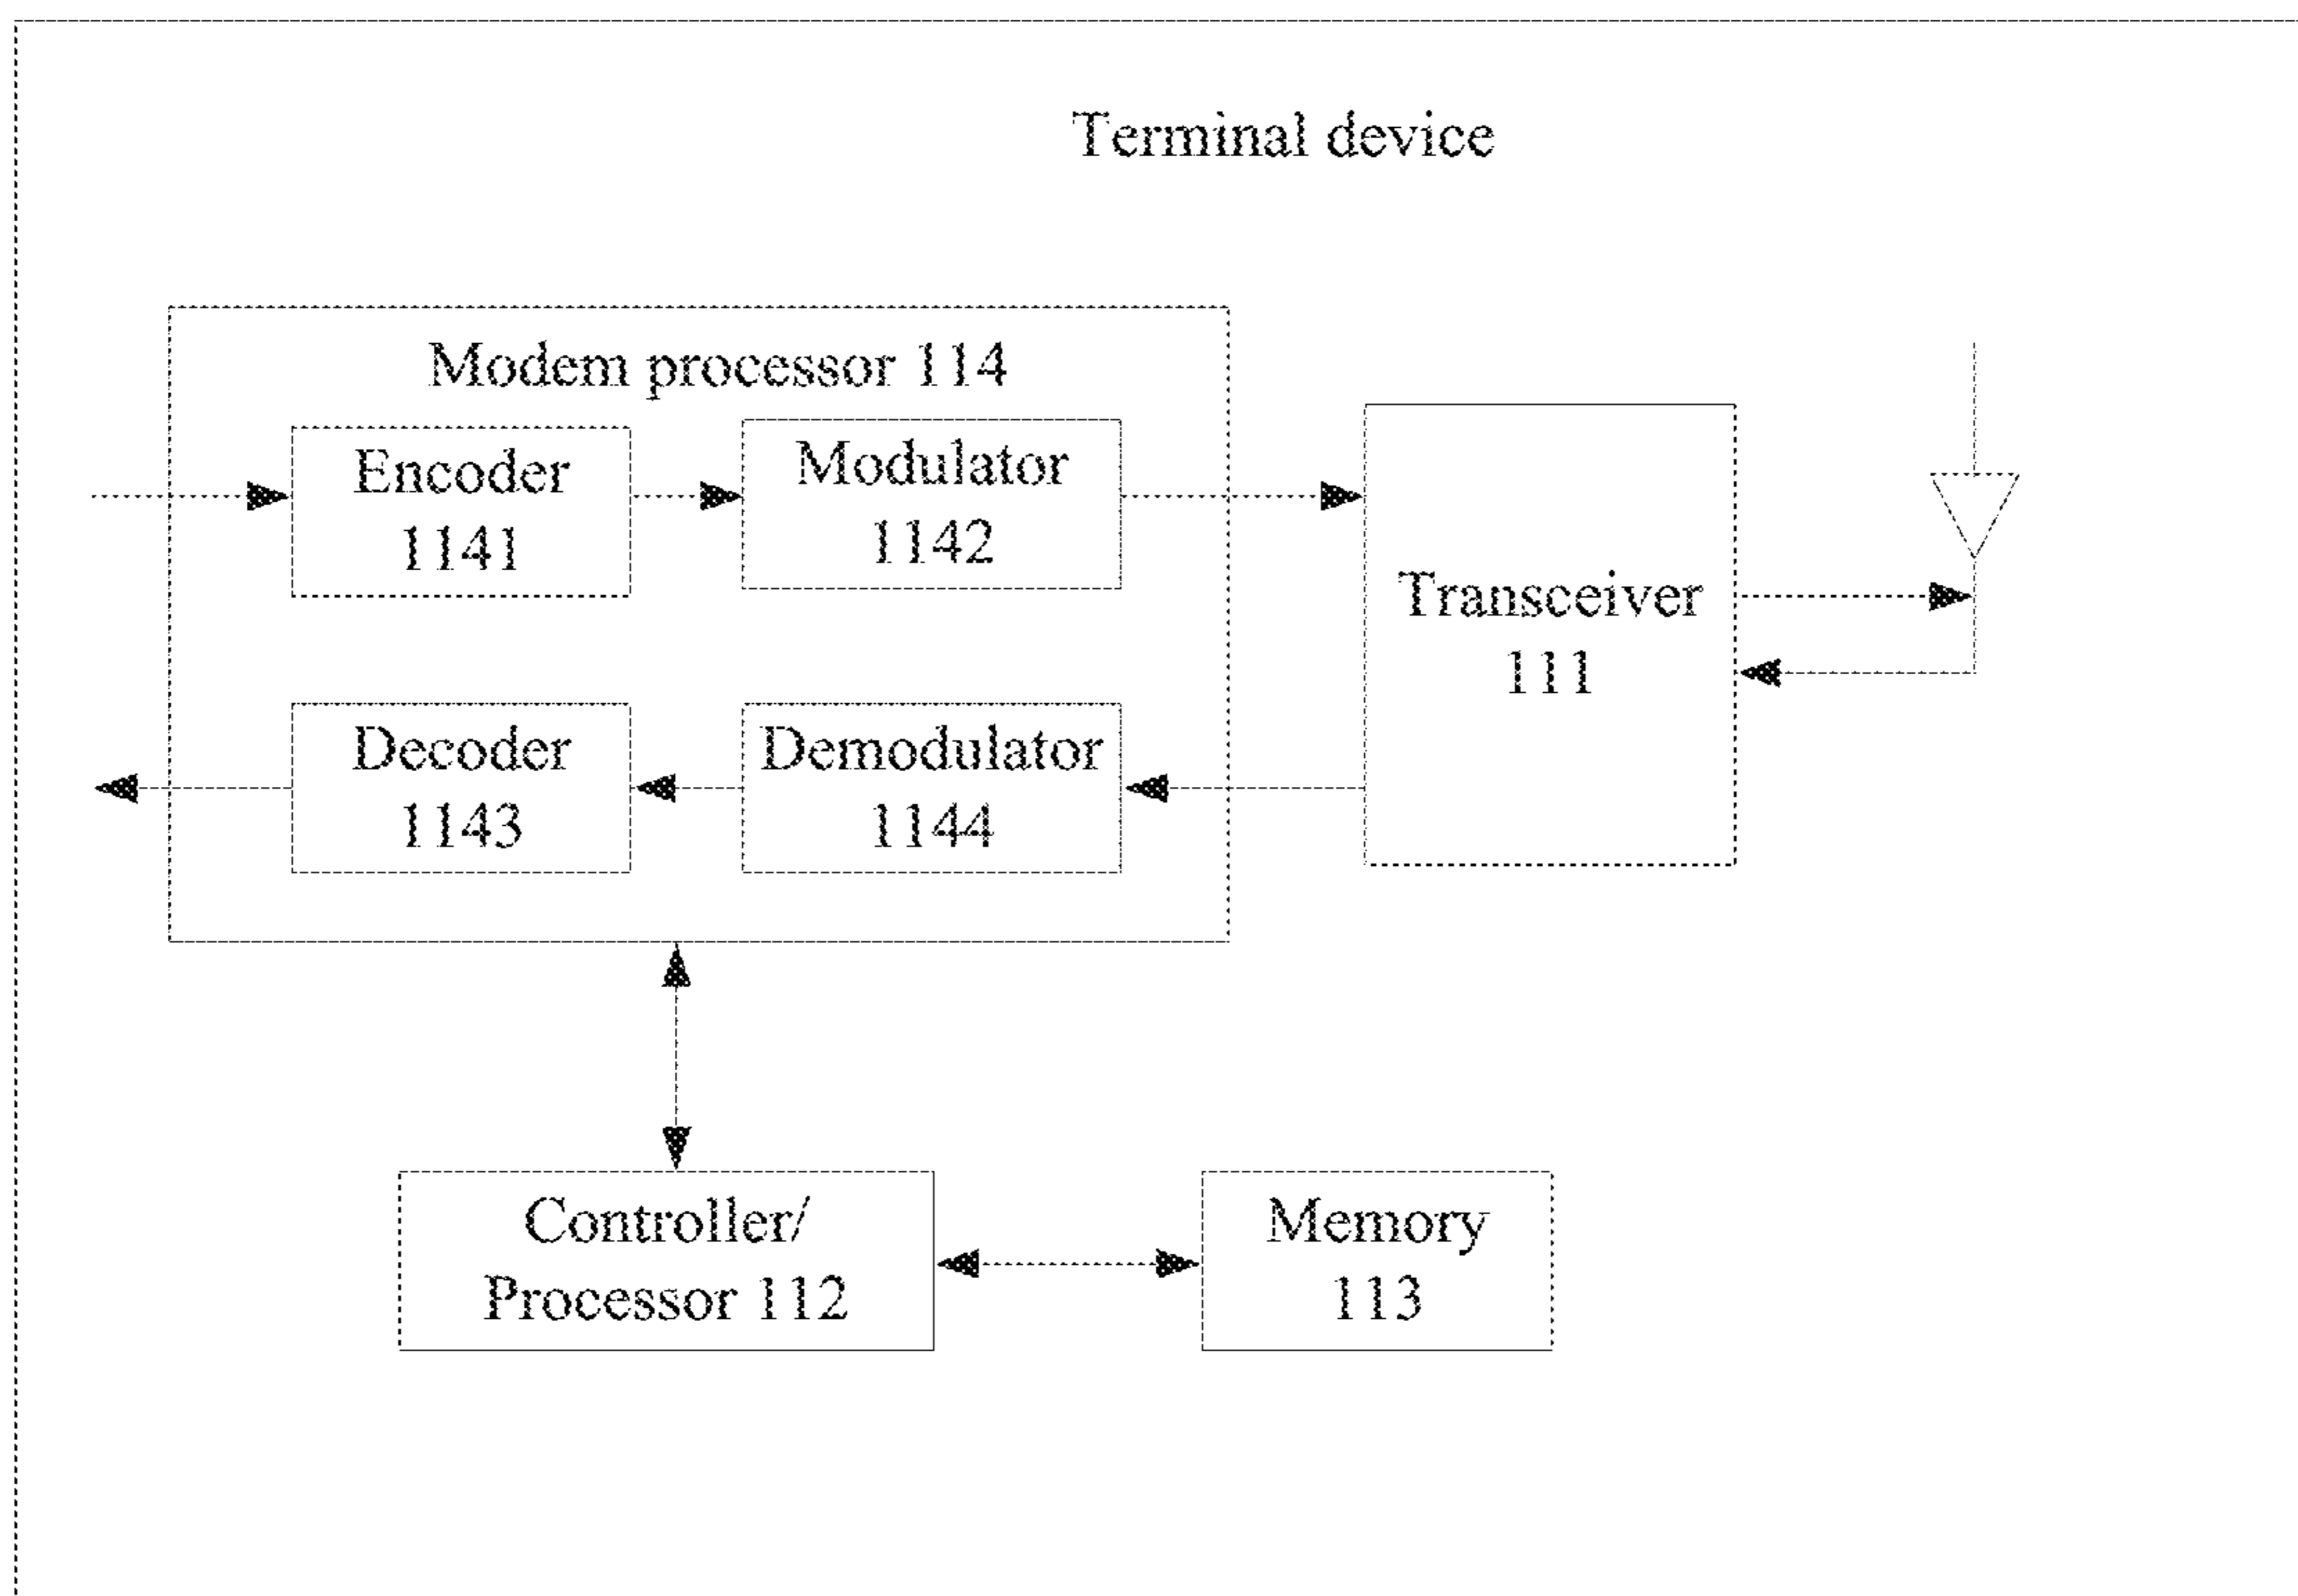 Terminal device
Modem processor 114
Encoder
1141
Modulator
1142
Transceiver
111
Decoder
1143
Demodulator
1144
Controller/
Processor 112
Memory
113